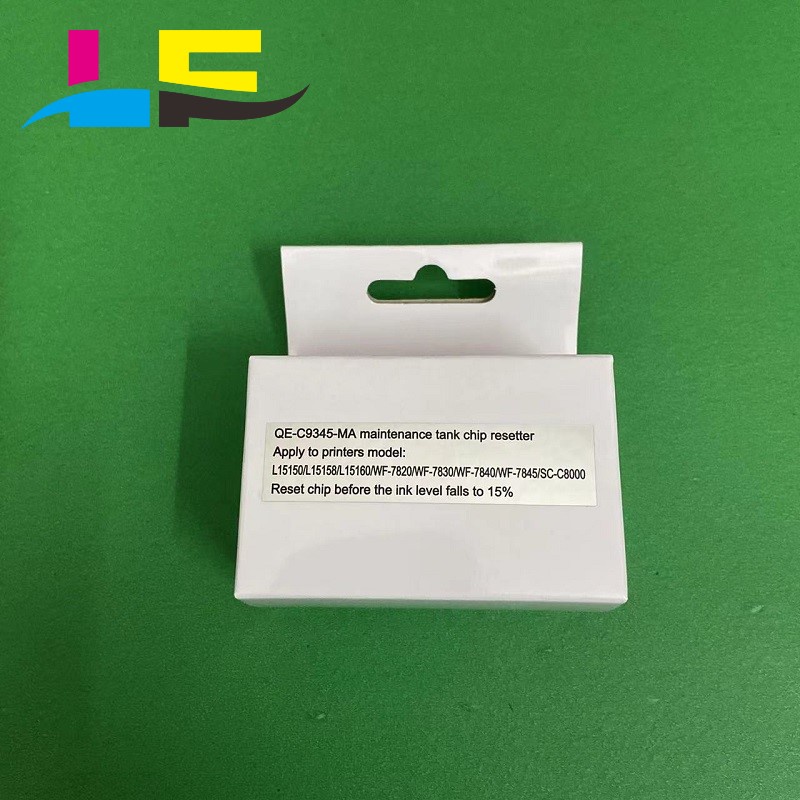 LF
QE-C9345-MA maintenance tank chip resetter
Apply to printers model:
L15150/L15158/L15160/WF-7820/WF-7830/WF-7840/WF-7845/SC-C8000
Reset chip before the ink level falls to 15%